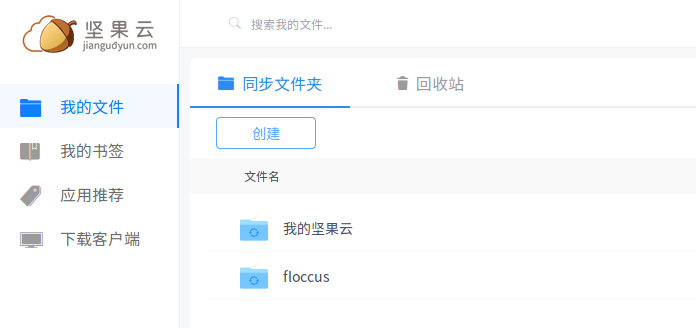 坚果云
jianguoyun.com
搜索我的文件...
我的文件
我的书签
应用推荐
下载客户端
同步文件夹
回收站
创建
文件名
我的坚果云
floccus